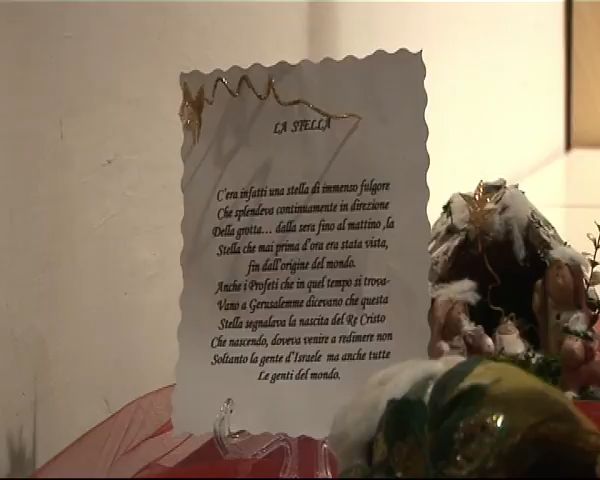 LA STELLA
C'era infatti una stella di immenso fulgore
Che splendeva continuamente in direzione
Della grotta... dalla sera fino al mattino ,la
Stella che mai prima d'ora era stata vista,
fin dall'origine del mondo.
Anche i Profeti che in quel tempo si trova-
Vano a Gerusalemme dicevano che questa
Stella segnalava la nascita del Re Cristo
Che nascendo, doveva venire a redimere non
Soltanto la gente d'Israele ma anche tutte
Le genti del mondo.